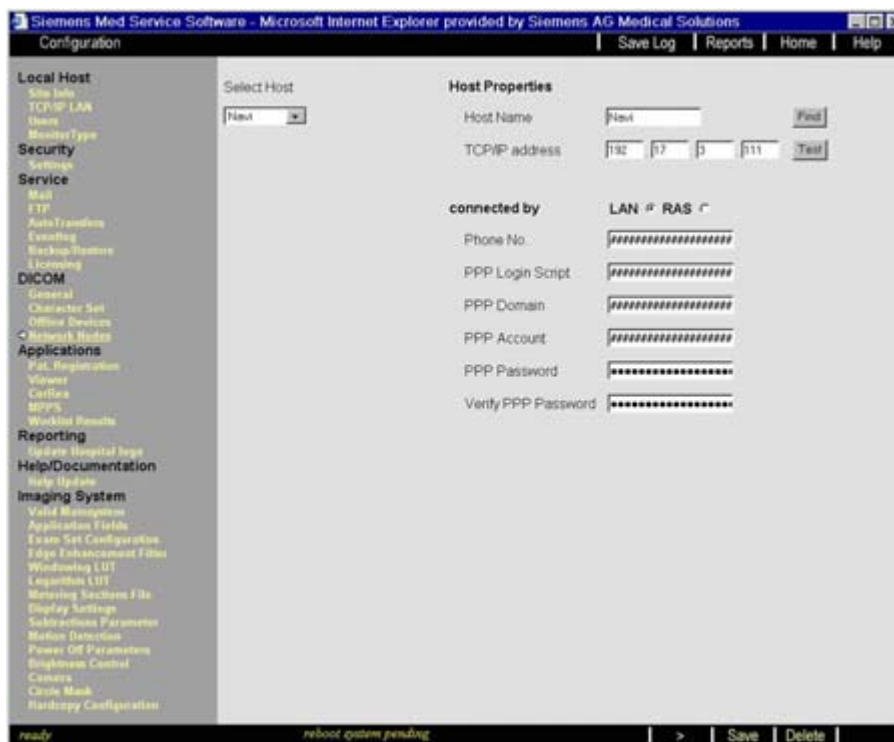 Siemens Med Service Software - Microsoft Internet Explorer provided by Siemens AG Medical Solutions
Configuration
Save Log
Reports
Home
Help
Local Host
Site Info
TCP/IP LAN
Users
MonitorType
Security
Settings
Service
Mail
FTP
AutoTransfers
Eventlog
Backup/Restore
Licensing
DICOM
General
Character Set
Offline Devices
Network Nodes
Applications
Pat. Registration
Viewer
CorRea
MPPS
Worklist Results
Reporting
Update Hospital logo
Help/Documentation
Help Update
Imaging System
Valid Mainsystem
Application Fields
Exam Set Configuration
Edge Enhancement Filter
Windowing LUT
Logarithm LUT
Metering Sections File
Display Settings
Subtractions Parameter
Motion Detection
Power Off Parameters
Brightness Control
Camera
Circle Mask
Hardcopy Configuration
Select Host
Navi
Host Properties
Host Name Navi Find
TCP/IP address 192 17 3 111 Test
connected by LAN RAS
Phone No. ####################
PPP Login Script ####################
PPP Domain ####################
PPP Account ####################
PPP Password
Verify PPP Password
ready
reboot system pending
>
Save
Delete